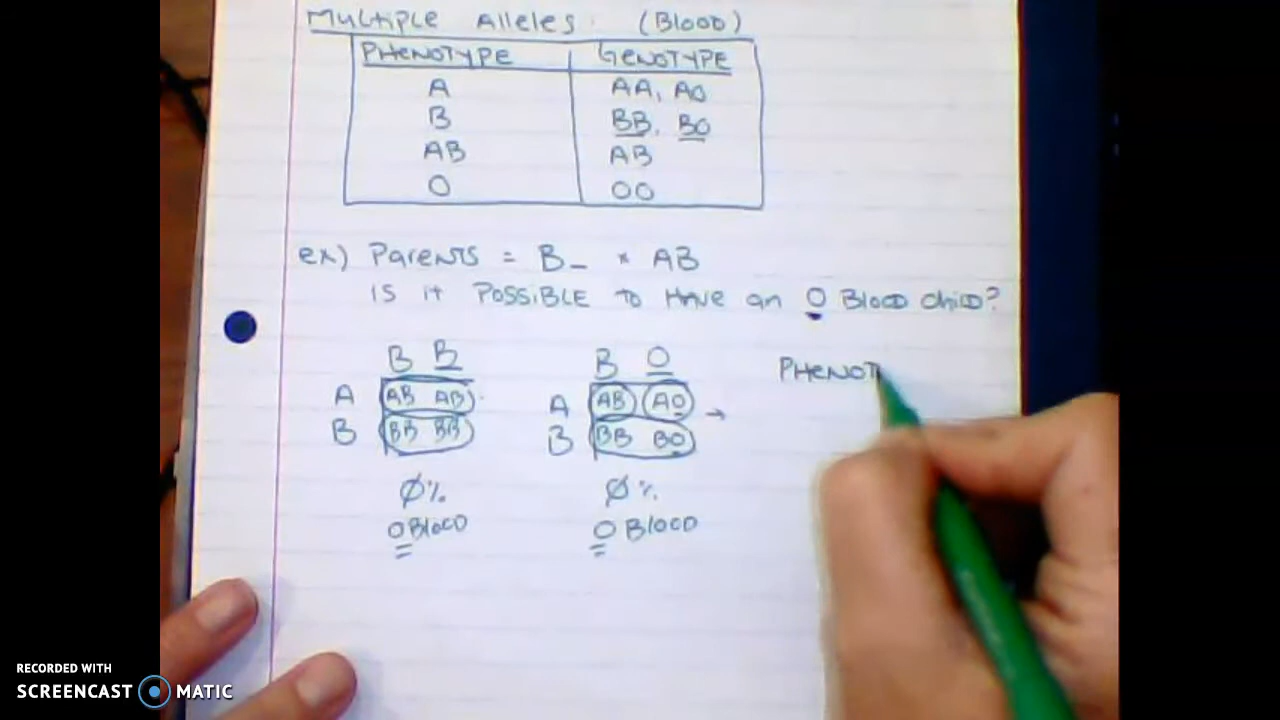 Multiple Alleles. (Blood)
PHENOTYPE GENOTYPE
A AA, AO
B BB, BO
AB AB
O OO
ex) Parents = B_ x AB
IS IT POSSIBLE TO HAVE an O Blood child?
B B B O PHENOT
A AB AB A AB AO →
B BB BB B BB BO
0% 0%
O Blood O Blood
RECORDED WITH
SCREENCAST MATIC